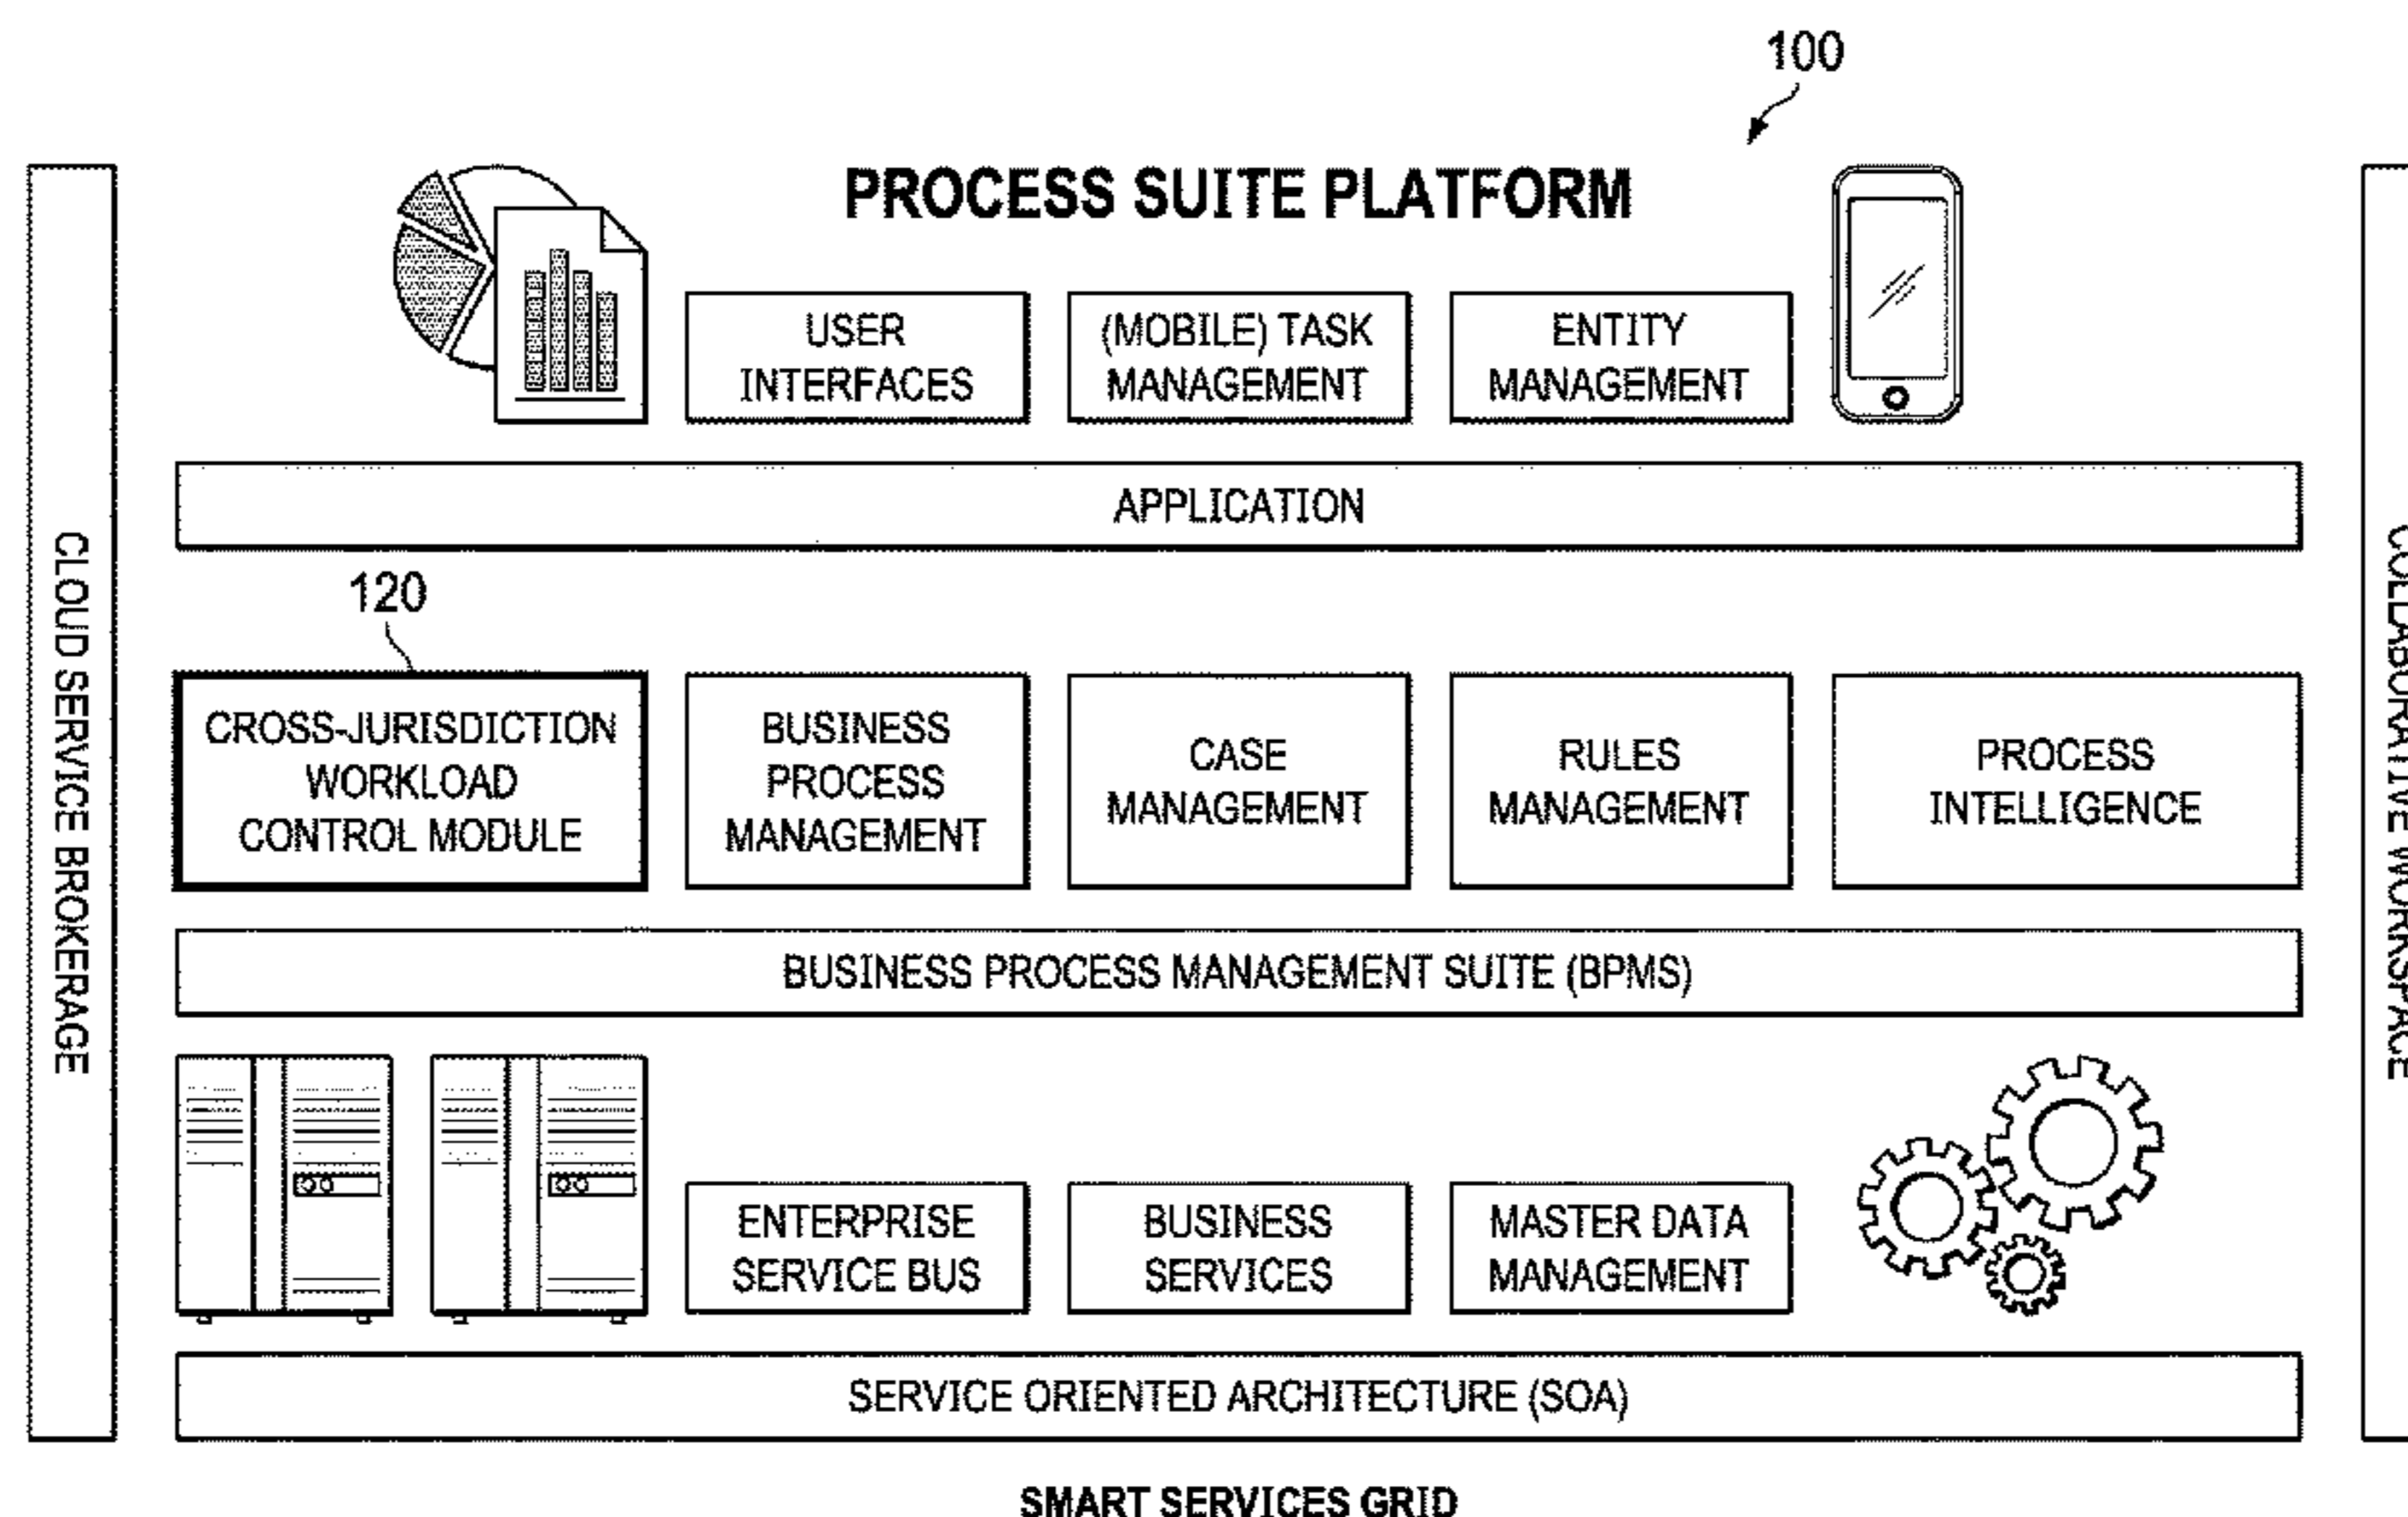 100
PROCESS SUITE PLATFORM
USER
INTERFACES
(MOBILE) TASK
MANAGEMENT
ENTITY
MANAGEMENT
APPLICATION
CLOUD SERVICE BROKERAGE
COLLABORATIVE WORKSPACE
120
CROSS-JURISDICTION
WORKLOAD
CONTROL MODULE
BUSINESS
PROCESS
MANAGEMENT
CASE
MANAGEMENT
RULES
MANAGEMENT
PROCESS
INTELLIGENCE
BUSINESS PROCESS MANAGEMENT SUITE (BPMS)
ENTERPRISE
SERVICE BUS
BUSINESS
SERVICES
MASTER DATA
MANAGEMENT
SERVICE ORIENTED ARCHITECTURE (SOA)
SMART SERVICES GRID